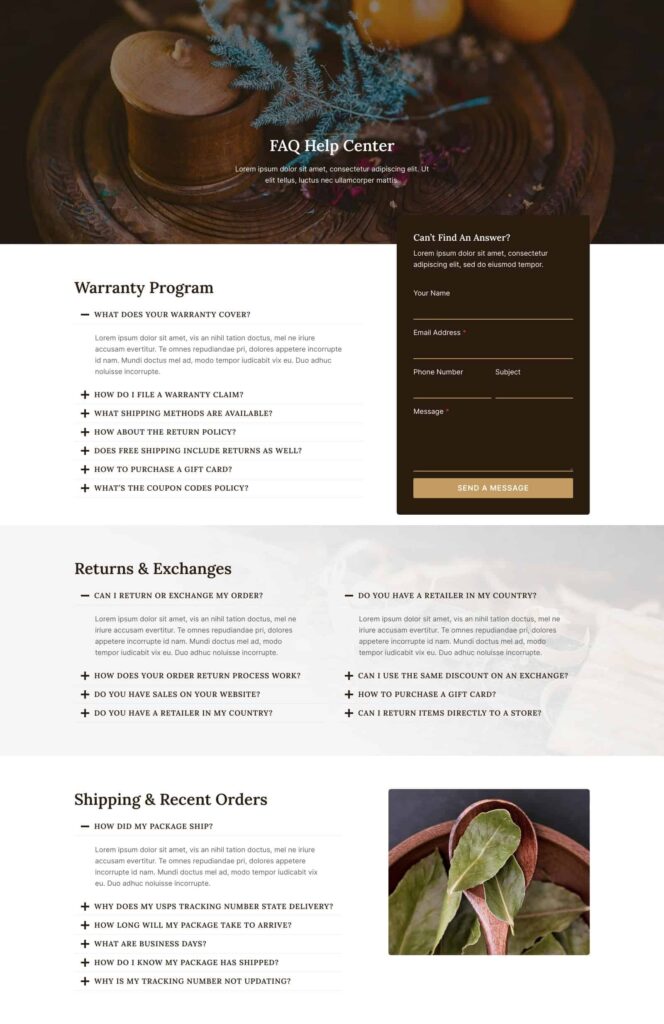 FAQ Help Center
Lorem ipsum dolor sit amet, consectetur adipiscing elit. Ut
elit tellus, luctus nec ullamcorper mattis
Can't Find An Answer?
Lorem ipsum dolor sit amet, consectetur
adipiscing elit, sed do eiusmod tempor.
Your Name
Email Address *
Phone Number Subject
Message *
SEND A MESSAGE
Warranty Program
WHAT DOES YOUR WARRANTY COVER?
Lorem ipsum dolor sit amet, vis an nihil tation doctus, mel ne iriure
accusam evertitur. Te omnes repudiandae pri, dolores appetere incorrupte
id nam. Mundi doctus mel ad, modo tempor incidubit vix eu. Duo adhuc
noluisse incorrupte.
HOW DO I FILE A WARRANTY CLAIM?
WHAT SHIPPING METHODS ARE AVAILABLE?
HOW ABOUT THE RETURN POLICY?
DOES FREE SHIPPING INCLUDE RETURNS AS WELL?
HOW TO PURCHASE A GIFT CARD?
WHAT'S THE COUPON CODES POLICY?
Returns & Exchanges
CAN I RETURN OR EXCHANGE MY ORDER?
Lorem ipsum dolor sit amet, vis an nihil tation doctus, mel ne iriure
accusam evertitur. Te omnes repudiandae pri, dolores
appetere incorrupte id nam. Mundi doctus mel ad, modo
temporjd incidubit vix eu. Duo adhuc noluisse incorrupte.
HOW DOES YOUR ORDER RETURN PROCESS WORK?
DO YOU HAVE SALES ON YOUR WEBSITE?
DO YOU HAVE A RETAILER IN MY COUNTRY?
DO YOU HAVE A RETAILER IN MY COUNTRY?
Lorem ipsum dolor sit amet, vis an nihil tation doctus, mel ne
iriure accusam evertitur. Te omnes repudiandae pri, dolores
appetere incorrupte id nam. Mundi doctus mel ad, modo
temporjd incidubit vix eu. Duo adhuc noluisse incorrupte.
CAN I USE THE SAME DISCOUNT ON AN EXCHANGE?
HOW TO PURCHASE A GIFT CARD?
CAN I RETURN ITEMS DIRECTLY TO A STORE?
Shipping & Recent Orders
HOW DID MY PACKAGE SHIP?
Lorem ipsum dolor sit amet, vis an nihil tation doctus, mel ne iriure
accusam evertitur. Te omnes repudiandae pri, dolores appetere
incorrupte id nam. Mundi doctus mel ad, modo tempor incidubit vix
eu. Duo adhuc noluisse incorrupte.
WHY DOES MY USPS TRACKING NUMBER STATE DELIVERY?
HOW LONG WILL MY PACKAGE TAKE TO ARRIVE?
WHAT ARE BUSINESS DAYS?
HOW DO I KNOW MY PACKAGE HAS SHIPPED?
WHY IS MY TRACKING NUMBER NOT UPDATING?